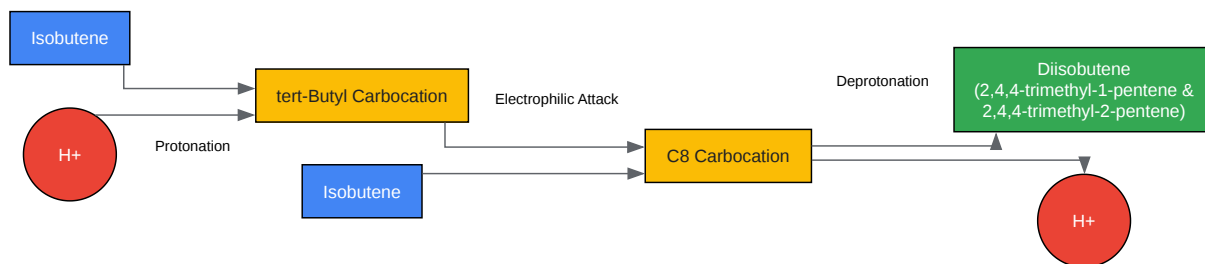 Isobutene
H+
Protonation
tert-Butyl Carbocation
Electrophilic Attack
Isobutene
C8 Carbocation
Deprotonation
Diisobutene
(2,4,4-trimethyl-1-pentene &
2,4,4-trimethyl-2-pentene)
H+